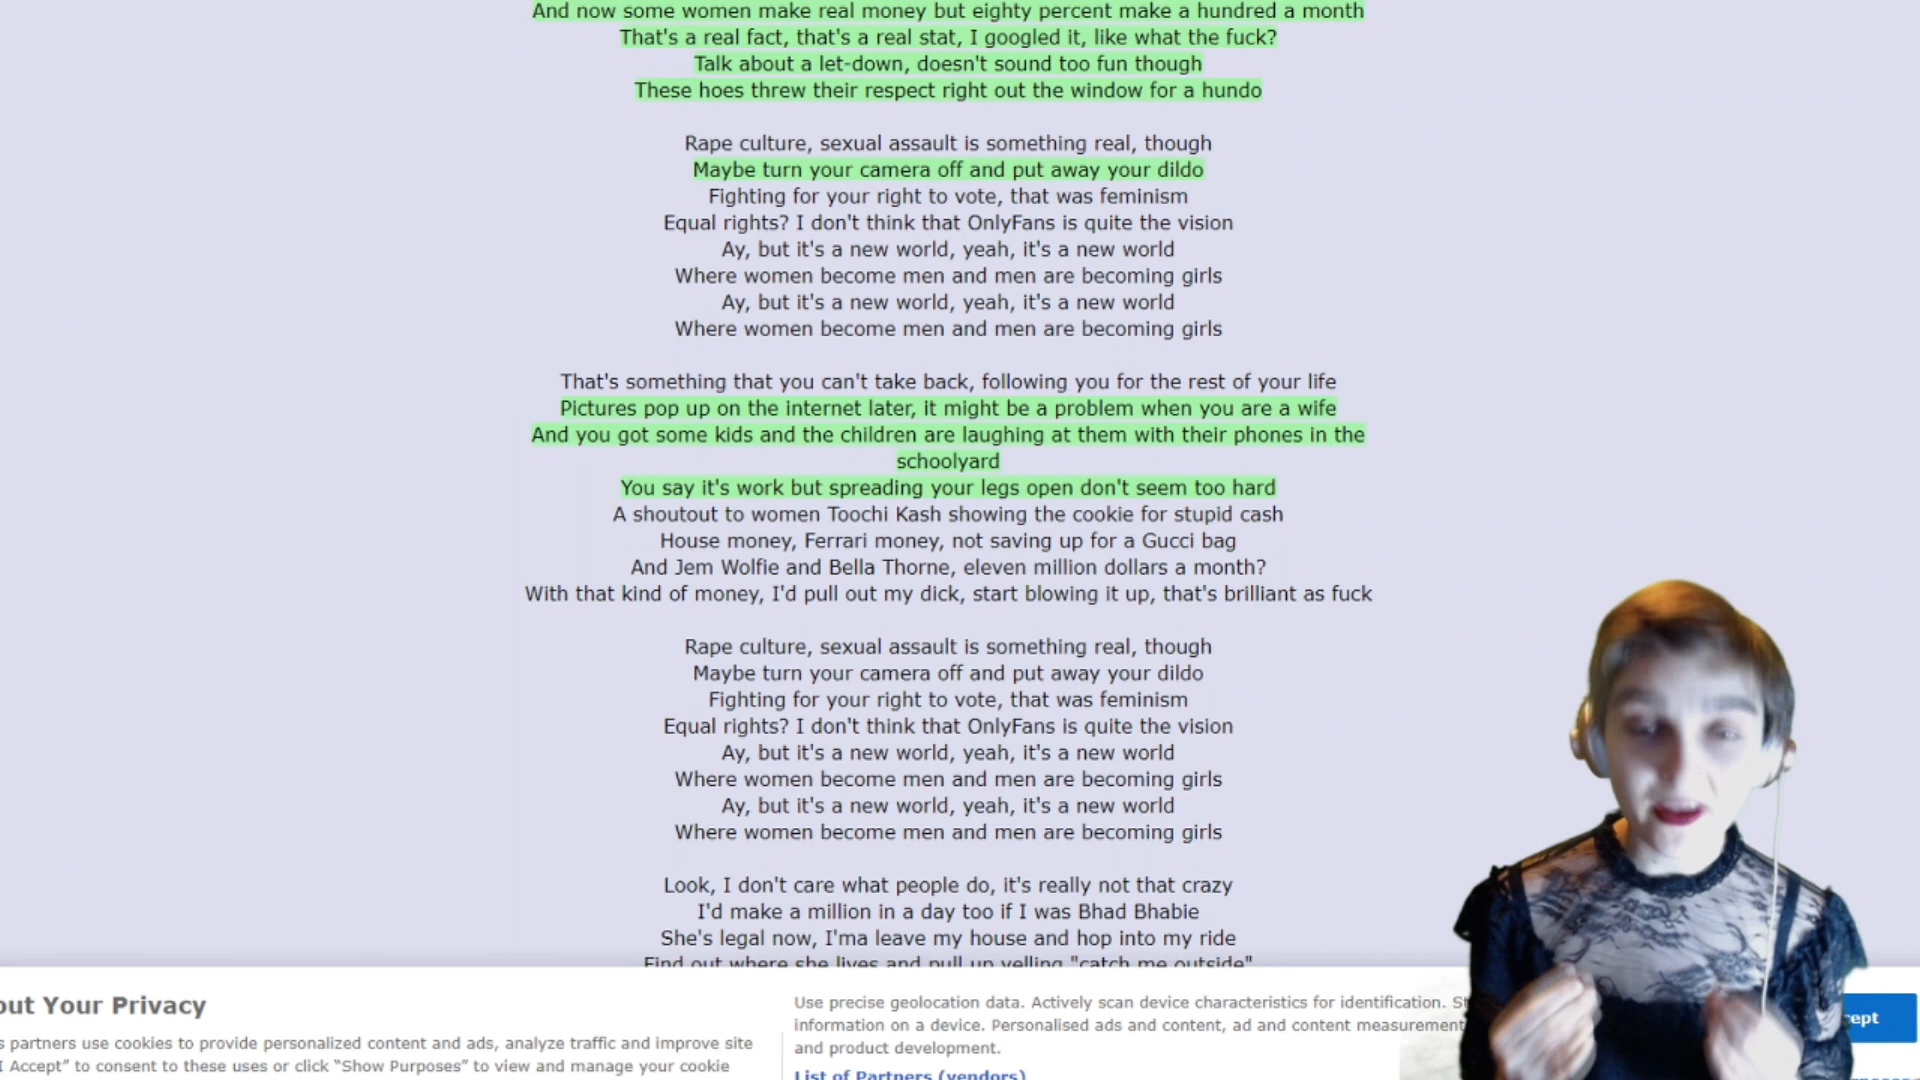 And now some women make real money but eighty percent make a hundred a month
That's a real fact, that's a real stat, I googled it, like what the fuck?
Talk about a let-down, doesn't sound too fun though
These hoes threw their respect right out the window for a hundo
Rape culture, sexual assault is something real, though
Maybe turn your camera off and put away your dildo
Fighting for your right to vote, that was feminism
Equal rights? I don't think that OnlyFans is quite the vision
Ay, but it's a new world, yeah, it's a new world
Where women become men and men are becoming girls
Ay, but it's a new world, yeah, it's a new world
Where women become men and men are becoming girls
That's something that you can't take back, following you for the rest of your life
Pictures pop up on the internet later, it might be a problem when you are a wife
And you got some kids and the children are laughing at them with their phones in the
schoolyard
You say it's work but spreading your legs open don't seem too hard
A shoutout to women Toochi Kash showing the cookie for stupid cash
House money, Ferrari money, not saving up for a Gucci bag
And Jem Wolfie and Bella Thorne, eleven million dollars a month?
With that kind of money, I'd pull out my dick, start blowing it up, that's brilliant as fuck
Rape culture, sexual assault is something real, though
Maybe turn your camera off and put away your dildo
Fighting for your right to vote, that was feminism
Equal rights? I don't think that OnlyFans is quite the vision
Ay, but it's a new world, yeah, it's a new world
Where women become men and men are becoming girls
Ay, but it's a new world, yeah, it's a new world
Where women become men and men are becoming girls
Look, I don't care what people do, it's really not that crazy
I'd make a million in a day too if I was Bhad Bhabie
She's legal now, I'ma leave my house and hop into my ride
Find out where she lives and pull up yelling "catch me outside"
out Your Privacy
s partners use cookies to provide personalized content and ads, analyze traffic and improve site
I Accept” to consent to these uses or click “Show Purposes” to view and manage your cookie
Use precise geolocation data. Actively scan device characteristics for identification. St
information on a device. Personalised ads and content, ad and content measurement
and product development.
List of Partners (vendors)
cept